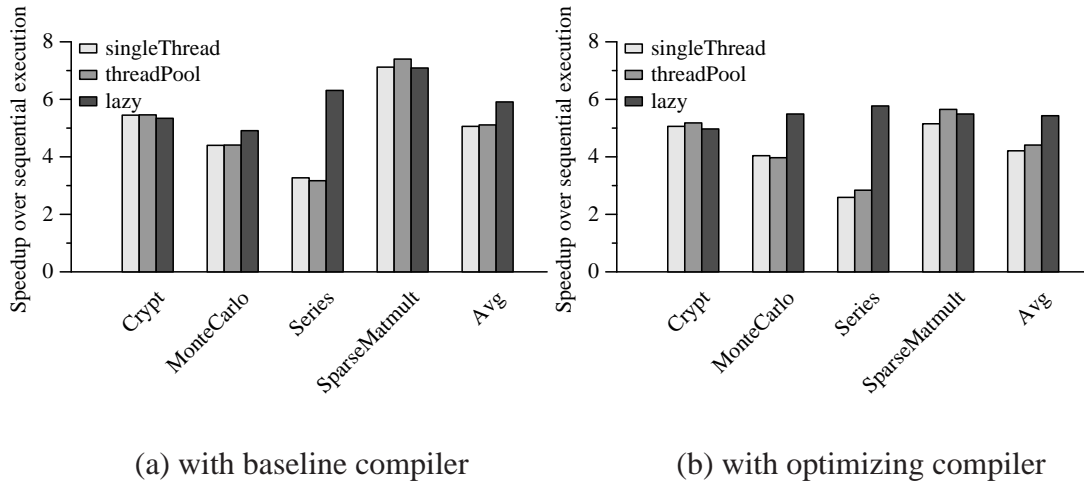 Speedup over sequential execution
8
6
4
2
0
singleThread
threadPool
lazy
Crypt
MonteCarlo
Series
SparseMatmult
Avg
(a) with baseline compiler
Speedup over sequential execution
8
6
4
2
0
singleThread
threadPool
lazy
Crypt
MonteCarlo
Series
SparseMatmult
Avg
(b) with optimizing compiler